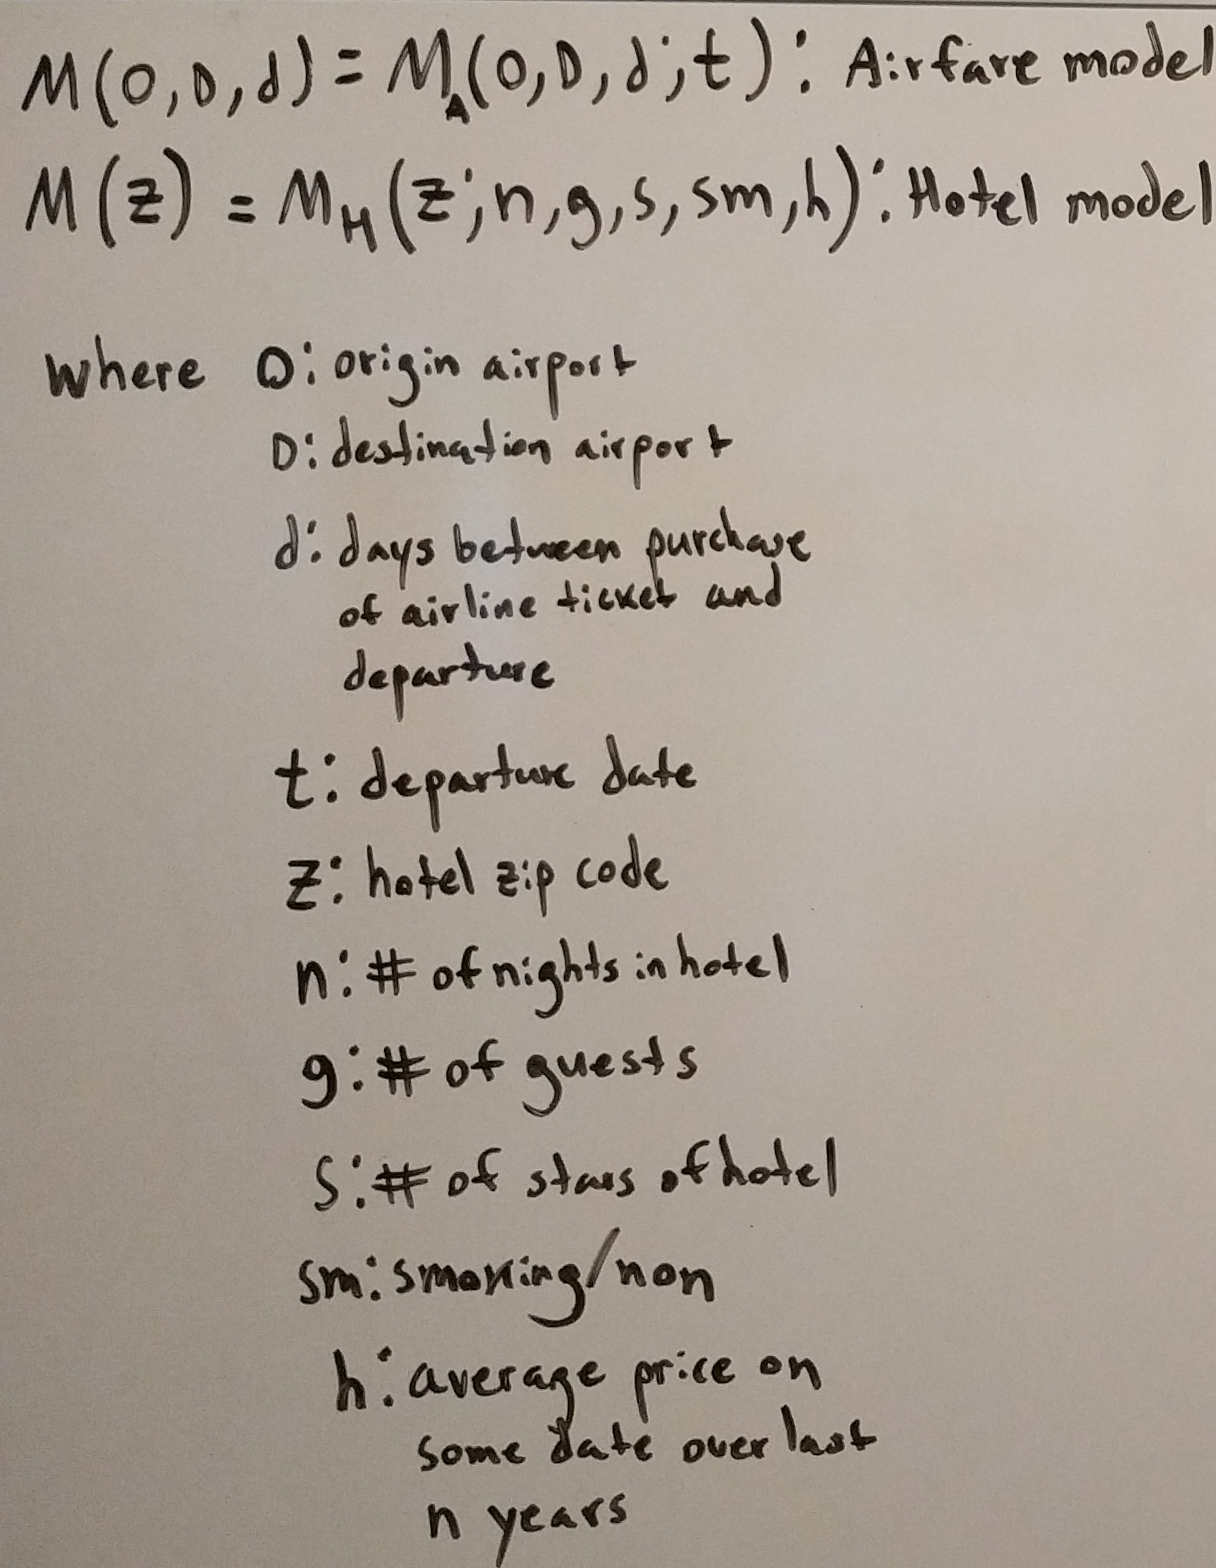 M(O,D,d) = M_A(O,D,d;t): Airfare model
M(z) = M_H(z;n,g,s,sm,h): Hotel model
where O: origin airport
D: destination airport
d: days between purchase
of airline ticket and
departure
t: departure date
z: hotel zip code
n: # of nights in hotel
g: # of guests
s: # of stars of hotel
sm: smoking/non
h: average price on
some date over last
n years